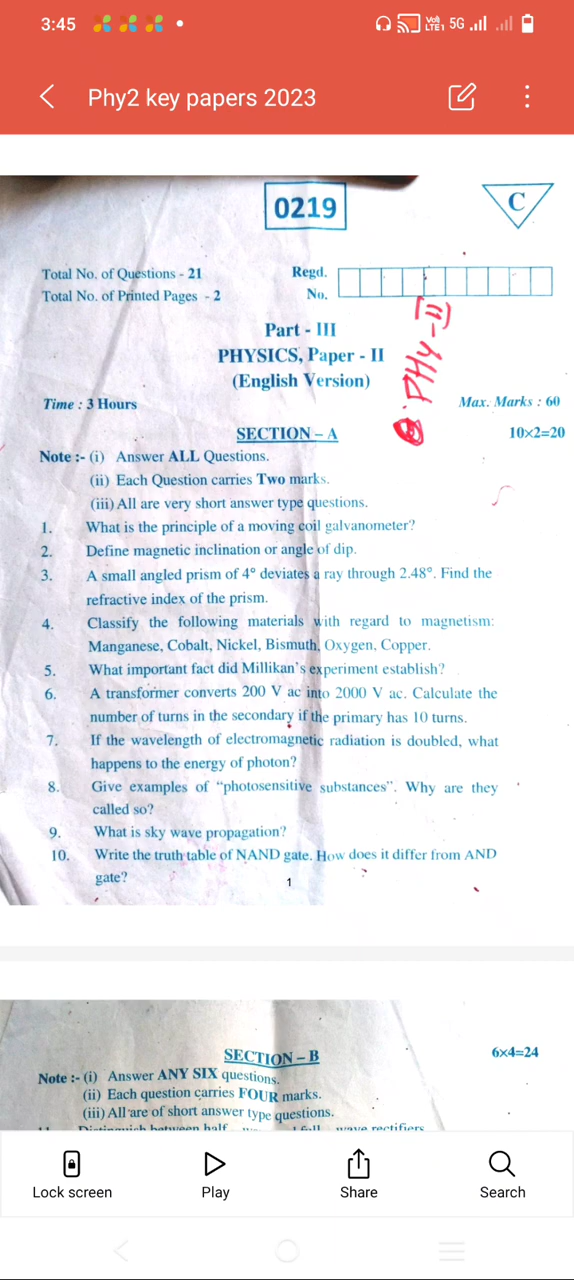 3:45
Vo)) LTE1 5G
Phy2 key papers 2023
0219
C
Total No. of Questions - 21
Regd.
Total No. of Printed Pages - 2
No.
PHY-II
Part - III
PHYSICS, Paper - II
(English Version)
Time : 3 Hours
Max. Marks : 60
SECTION – A
10×2=20
Note :- (i) Answer ALL Questions.
(ii) Each Question carries Two marks.
(iii) All are very short answer type questions.
1. What is the principle of a moving coil galvanometer?
2. Define magnetic inclination or angle of dip.
3. A small angled prism of 4° deviates a ray through 2.48°. Find the
refractive index of the prism.
4. Classify the following materials with regard to magnetism:
Manganese, Cobalt, Nickel, Bismuth, Oxygen, Copper.
5. What important fact did Millikan's experiment establish?
6. A transformer converts 200 V ac into 2000 V ac. Calculate the
number of turns in the secondary if the primary has 10 turns.
7. If the wavelength of electromagnetic radiation is doubled, what
happens to the energy of photon?
8. Give examples of "photosensitive substances". Why are they
called so?
9. What is sky wave propagation?
10. Write the truth table of NAND gate. How does it differ from AND
gate?
1
SECTION – B
6×4=24
Note :- (i) Answer ANY SIX questions.
(ii) Each question carries FOUR marks.
(iii) All are of short answer type questions.
Distinguish between half wave rectifiers
Lock screen
Play
Share
Search